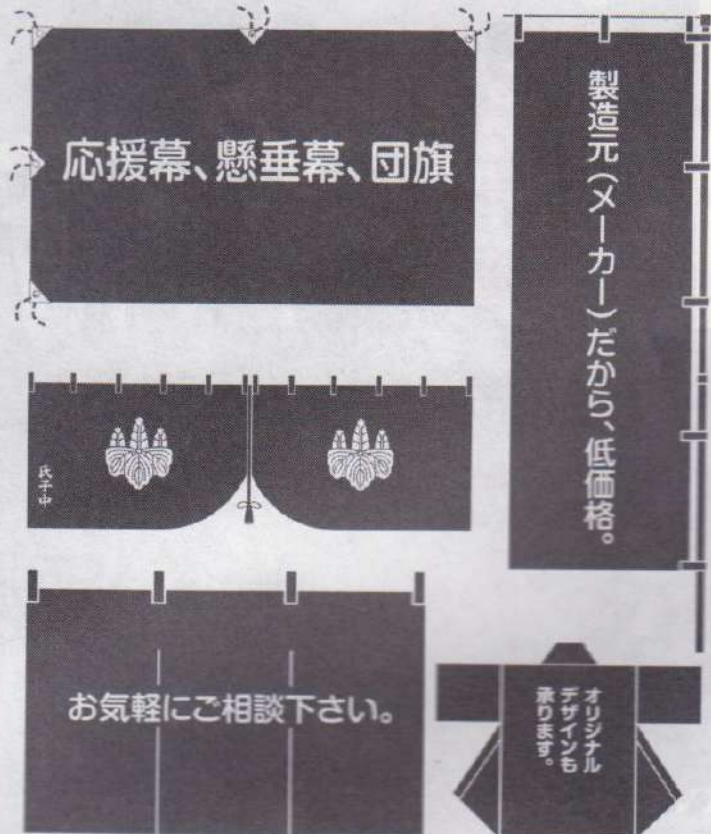 応援幕、懸垂幕、団旗
製造元(メーカー)だから、低価格。
氏子中
お気軽にご相談下さい。
オリジナル
デザインも
承ります。